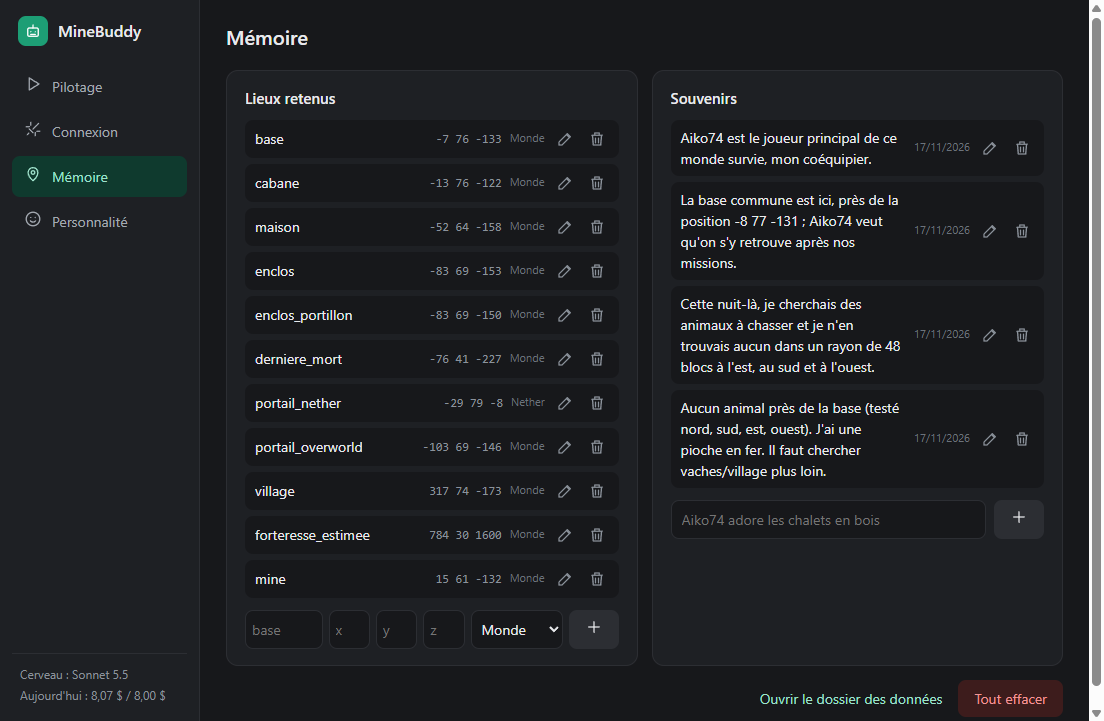 MineBuddy
Pilotage
Connexion
Mémoire
Personnalité
Cerveau : Sonnet 5.5
Aujourd'hui : 8,07 $ / 8,00 $
Mémoire
Lieux retenus
base -7 76 -133 Monde
cabane -13 76 -122 Monde
maison -52 64 -158 Monde
enclos -83 69 -153 Monde
enclos_portillon -83 69 -150 Monde
derniere_mort -76 41 -227 Monde
portail_nether -29 79 -8 Nether
portail_overworld -103 69 -146 Monde
village 317 74 -173 Monde
forteresse_estimee 784 30 1600 Monde
mine 15 61 -132 Monde
base x y z Monde +
Souvenirs
Aiko74 est le joueur principal de ce
monde survie, mon coéquipier.
17/11/2026
La base commune est ici, près de la
position -8 77 -131 ; Aiko74 veut
qu'on s'y retrouve après nos
missions.
17/11/2026
Cette nuit-là, je cherchais des
animaux à chasser et je n'en
trouvais aucun dans un rayon de 48
blocs à l'est, au sud et à l'ouest.
17/11/2026
Aucun animal près de la base (testé
nord, sud, est, ouest). J'ai une
pioche en fer. Il faut chercher
vaches/village plus loin.
17/11/2026
Aiko74 adore les chalets en bois +
Ouvrir le dossier des données
Tout effacer